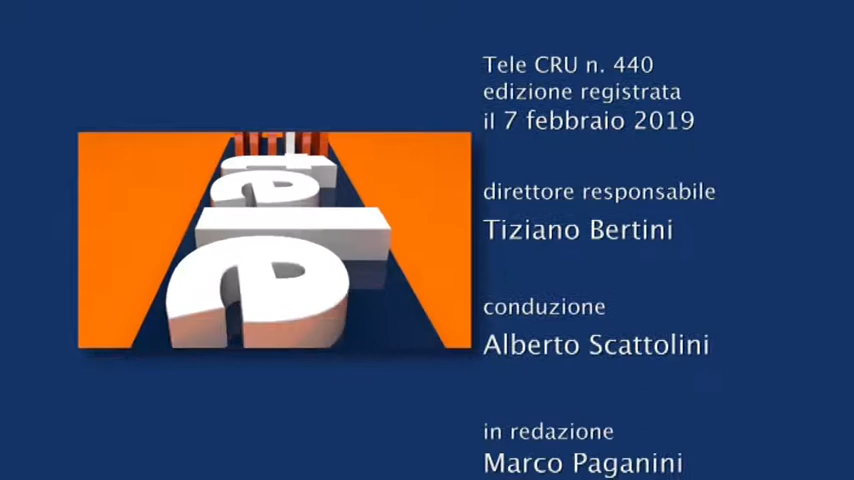 tele
Tele CRU n. 440
edizione registrata
il 7 febbraio 2019
direttore responsabile
Tiziano Bertini
conduzione
Alberto Scattolini
in redazione
Marco Paganini